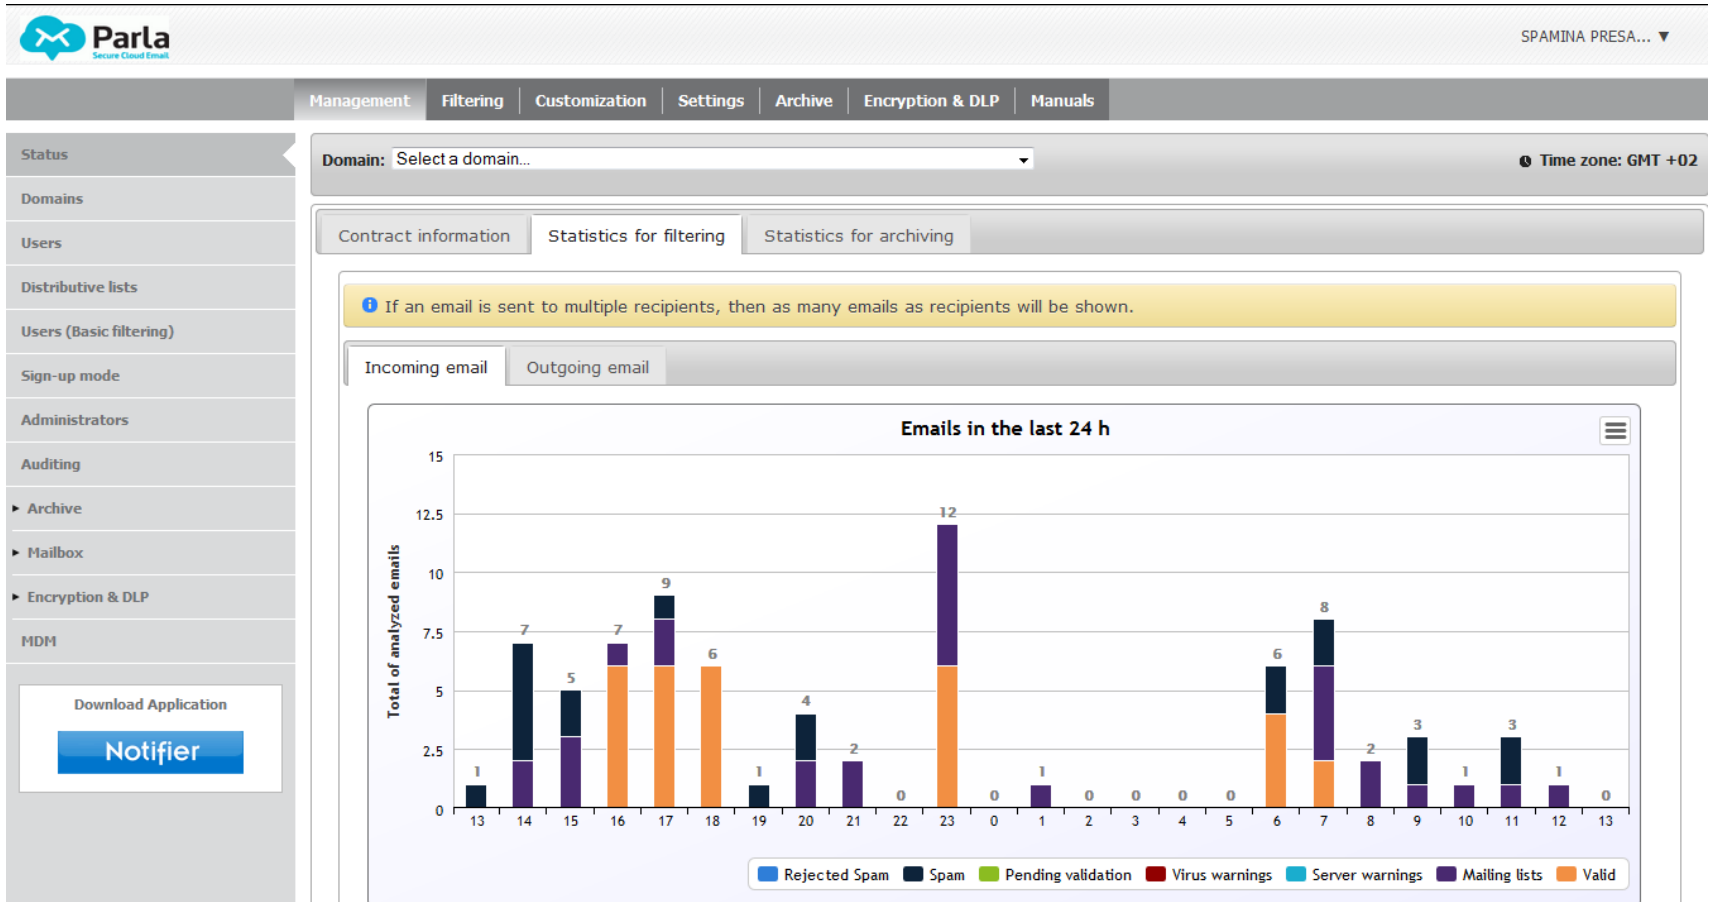 Parla
Secure Cloud Email
SPAMINA PRESA... ▼
Management Filtering Customization Settings Archive Encryption & DLP Manuals
Status
Domains
Users
Distributive lists
Users (Basic filtering)
Sign-up mode
Administrators
Auditing
Archive
Mailbox
Encryption & DLP
MDM
Download Application
Notifier
Domain: Select a domain...
Time zone: GMT +02
Contract information Statistics for filtering Statistics for archiving
If an email is sent to multiple recipients, then as many emails as recipients will be shown.
Incoming email Outgoing email
Emails in the last 24 h
Total of analyzed emails
15
12.5
10
7.5
5
2.5
0
1 7 5 7 9 6 1 4 2 0 12 0 1 0 0 0 0 6 8 2 3 1 3 1 0
13 14 15 16 17 18 19 20 21 22 23 0 1 2 3 4 5 6 7 8 9 10 11 12 13
Rejected Spam Spam Pending validation Virus warnings Server warnings Mailing lists Valid